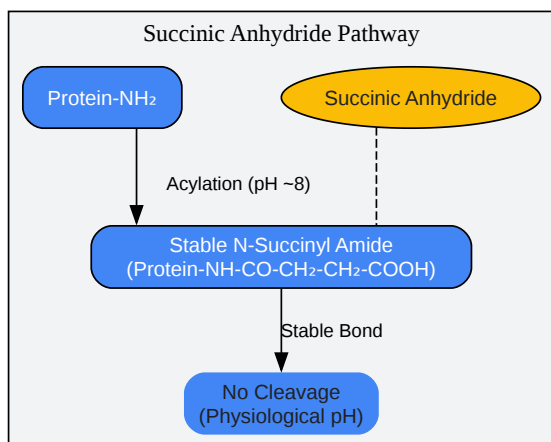 Succinic Anhydride Pathway
Protein-NH₂
Succinic Anhydride
Acylation (pH ~8)
Stable N-Succinyl Amide
(Protein-NH-CO-CH₂-CH₂-COOH)
Stable Bond
No Cleavage
(Physiological pH)